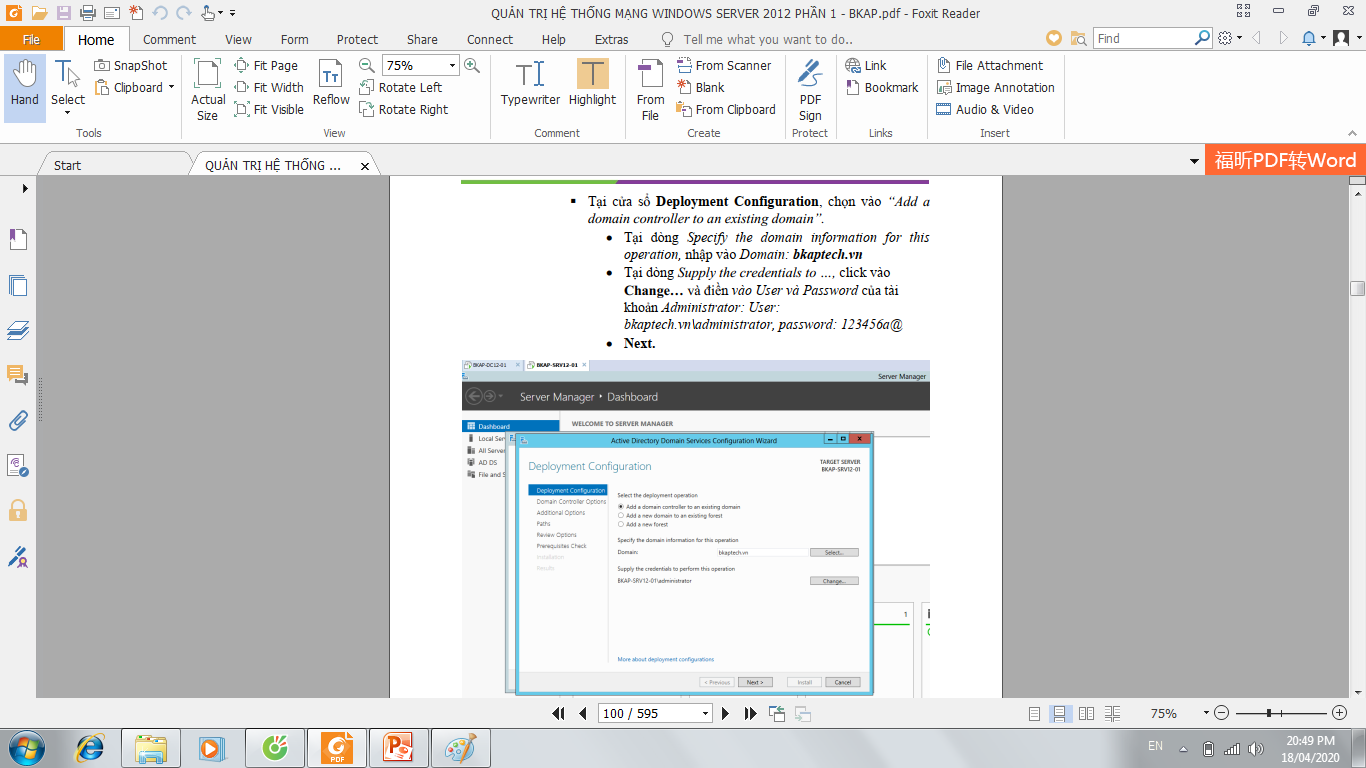 QUẢN TRỊ HỆ THỐNG MẠNG WINDOWS SERVER 2012 PHẦN 1 - BKAP.pdf - Foxit Reader
File Home Comment View Form Protect Share Connect Help Extras Tell me what you want to do.. Find
Hand
Select
SnapShot
Clipboard
Tools
Actual Size
Fit Page
Fit Width
Fit Visible
Reflow
75%
Rotate Left
Rotate Right
View
Typewriter
Highlight
Comment
From File
From Scanner
Blank
From Clipboard
Create
PDF Sign
Protect
Link
Bookmark
Links
File Attachment
Image Annotation
Audio & Video
Insert
Start
QUẢN TRỊ HỆ THỐNG ...
福昕PDF转Word
Tại cửa sổ Deployment Configuration, chọn vào “Add a
domain controller to an existing domain”.
Tại dòng Specify the domain information for this
operation, nhập vào Domain: bkaptech.vn
Tại dòng Supply the credentials to …, click vào
Change… và điền vào User và Password của tài
khoản Administrator: User:
bkaptech.vn\administrator, password: 123456a@
Next.
BKAP-DC12-01
BKAP-SRV12-01
Server Manager
Server Manager • Dashboard
Dashboard
Local Ser
All Server
AD DS
File and S
WELCOME TO SERVER MANAGER
Active Directory Domain Services Configuration Wizard
Deployment Configuration
TARGET SERVER
BKAP-SRV12-01
Deployment Configuration
Domain Controller Options
Additional Options
Paths
Review Options
Prerequisites Check
Installation
Results
Select the deployment operation
Add a domain controller to an existing domain
Add a new domain to an existing forest
Add a new forest
Specify the domain information for this operation
Domain: bkaptech.vn Select...
Supply the credentials to perform this operation
BKAP-SRV12-01\administrator Change...
More about deployment configurations
< Previous Next > Install Cancel
1
100 / 595
75%
PDF
EN
20:49 PM
18/04/2020